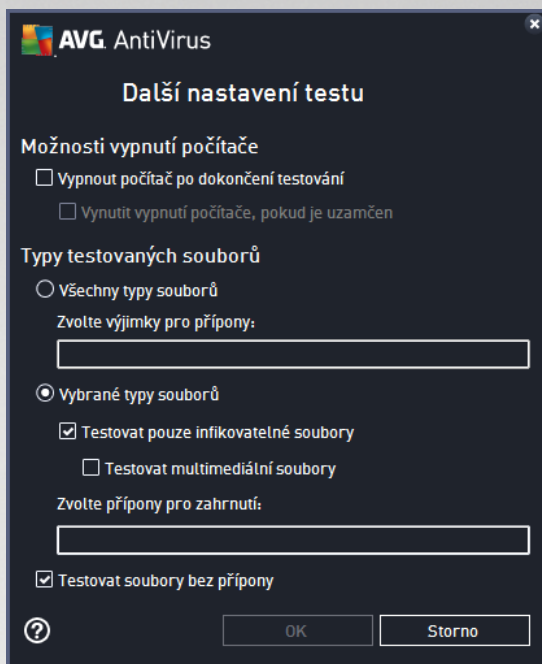 AVG AntiVirus
Další nastavení testu
Možnosti vypnutí počítače
Vypnout počítač po dokončení testování
Vynutit vypnutí počítače, pokud je uzamčen
Typy testovaných souborů
Všechny typy souborů
Zvolte výjimky pro přípony:
Vybrané typy souborů
Testovat pouze infikovatelné soubory
Testovat multimediální soubory
Zvolte přípony pro zahrnutí:
Testovat soubory bez přípony
? OK Storno